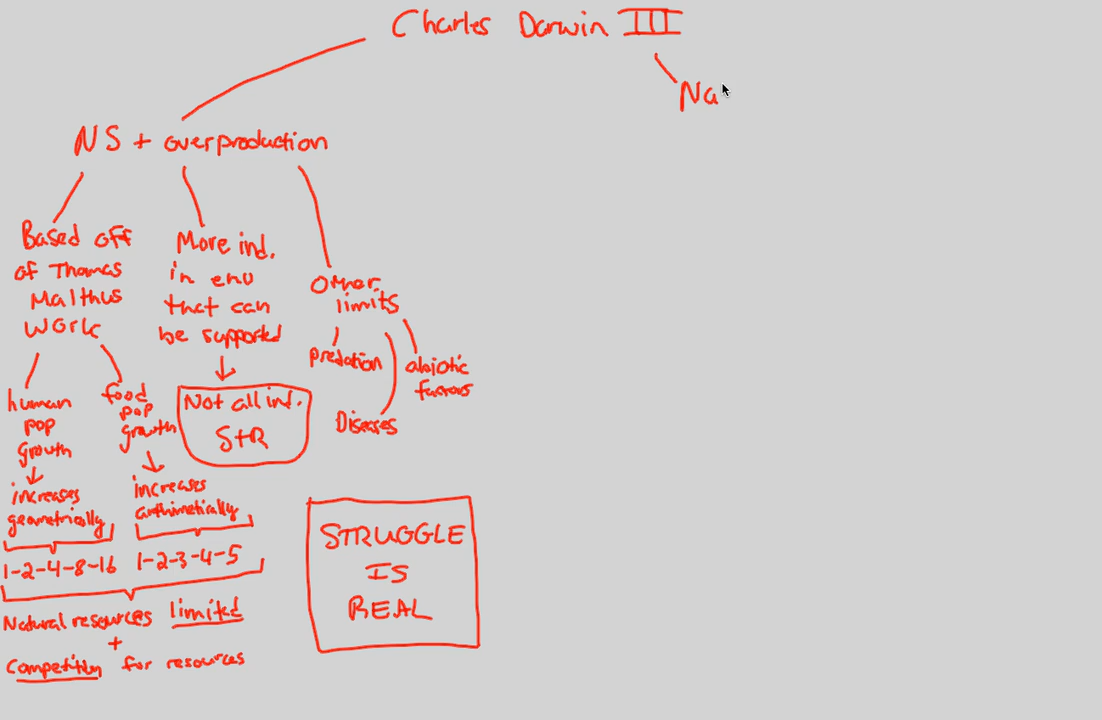 Charles Darwin III
Na
NS + overproduction
Based off
of Thomas
Malthus
work
human
pop
growth
increases
geometrically
1-2-4-8-16
food
pop
growth
increases
arithmetically
1-2-3-4-5
Natural resources limited
+
Competition for resources
More ind.
in env
that can
be supported
Not all ind.
S+R
Other
limits
predation
Diseases
abiotic
factors
STRUGGLE
IS
REAL